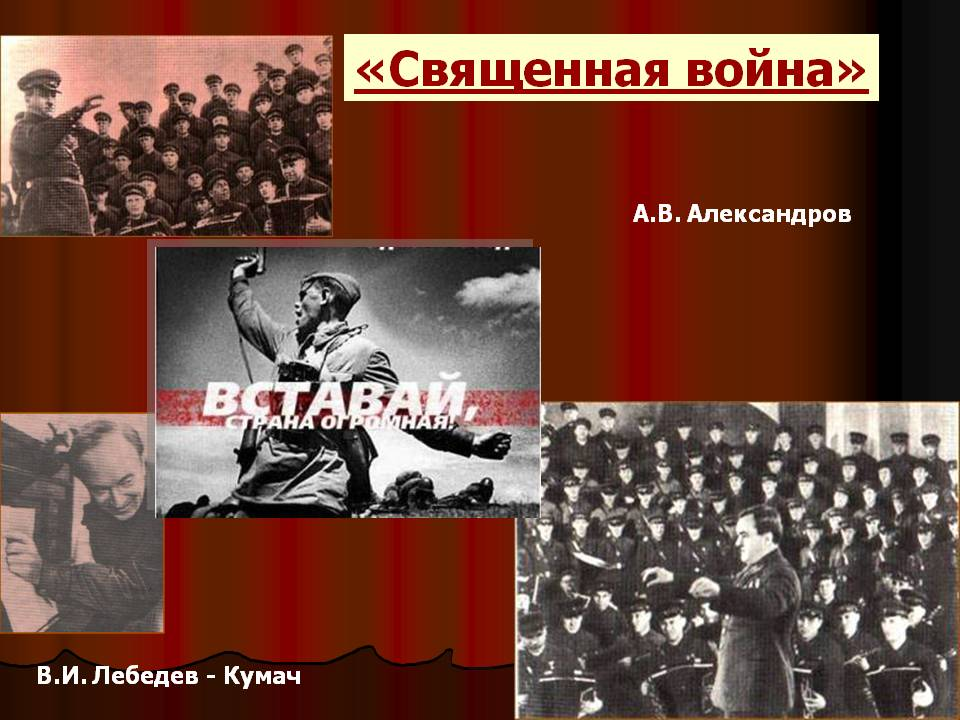 «Священная война»
А.В. Александров
ВСТАВАЙ,
СТРАНА ОГРОМНАЯ!
В.И. Лебедев - Кумач